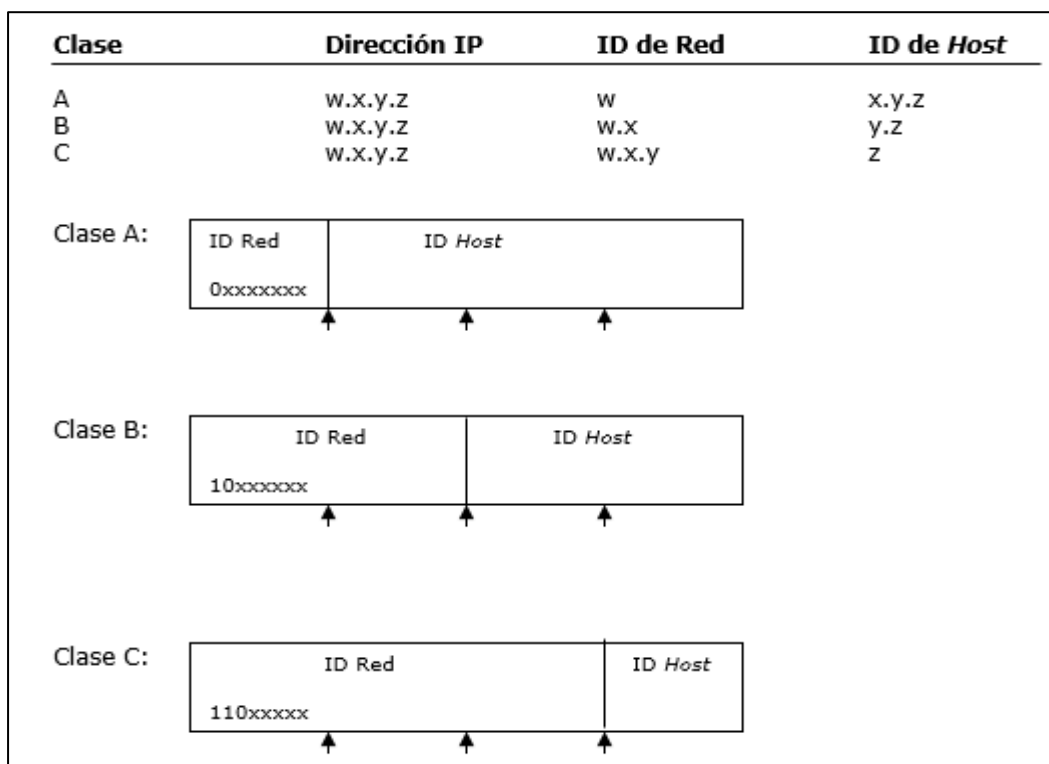 Clase Dirección IP ID de Red ID de Host
A w.x.y.z w x.y.z
B w.x.y.z w.x y.z
C w.x.y.z w.x.y z
Clase A: ID Red ID Host
0xxxxxxx
Clase B: ID Red ID Host
10xxxxxx
Clase C: ID Red ID Host
110xxxxx